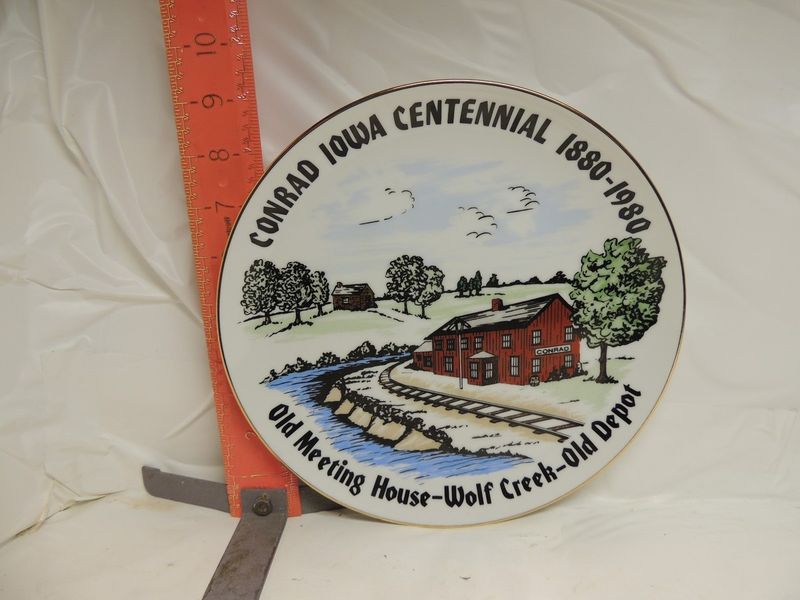 10
9
8
7
CONRAD IOWA CENTENNIAL 1880-1980
CONRAD
Old Meeting House-Wolf Creek-Old Depot